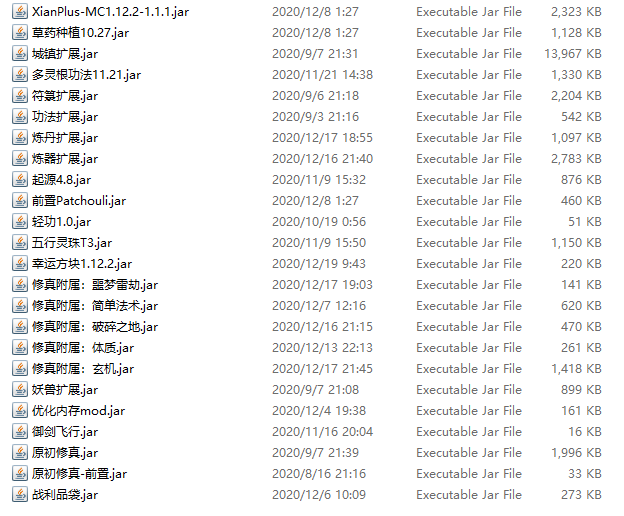 XianPlus-MC1.12.2-1.1.1.jar 2020/12/8 1:27 Executable Jar File 2,323 KB
草药种植10.27.jar 2020/12/8 1:27 Executable Jar File 1,128 KB
城镇扩展.jar 2020/9/7 21:31 Executable Jar File 13,967 KB
多灵根功法11.21.jar 2020/11/21 14:38 Executable Jar File 1,330 KB
符箓扩展.jar 2020/9/6 21:18 Executable Jar File 2,204 KB
功法扩展.jar 2020/9/3 21:16 Executable Jar File 542 KB
炼丹扩展.jar 2020/12/17 18:55 Executable Jar File 1,097 KB
炼器扩展.jar 2020/12/16 21:40 Executable Jar File 2,783 KB
起源4.8.jar 2020/11/9 15:32 Executable Jar File 876 KB
前置Patchouli.jar 2020/12/8 1:27 Executable Jar File 460 KB
轻功1.0.jar 2020/10/19 0:56 Executable Jar File 51 KB
五行灵珠T3.jar 2020/11/9 15:50 Executable Jar File 1,150 KB
幸运方块1.12.2.jar 2020/12/19 9:43 Executable Jar File 220 KB
修真附属：噩梦雷劫.jar 2020/12/17 19:03 Executable Jar File 141 KB
修真附属：简单法术.jar 2020/12/7 12:16 Executable Jar File 620 KB
修真附属：破碎之地.jar 2020/12/16 21:15 Executable Jar File 470 KB
修真附属：体质.jar 2020/12/13 22:13 Executable Jar File 261 KB
修真附属：玄机.jar 2020/12/17 21:45 Executable Jar File 1,418 KB
妖兽扩展.jar 2020/9/7 21:08 Executable Jar File 899 KB
优化内存mod.jar 2020/12/4 19:38 Executable Jar File 161 KB
御剑飞行.jar 2020/11/16 20:04 Executable Jar File 16 KB
原初修真.jar 2020/9/7 21:39 Executable Jar File 1,996 KB
原初修真-前置.jar 2020/8/16 21:16 Executable Jar File 33 KB
战利品袋.jar 2020/12/6 10:09 Executable Jar File 273 KB